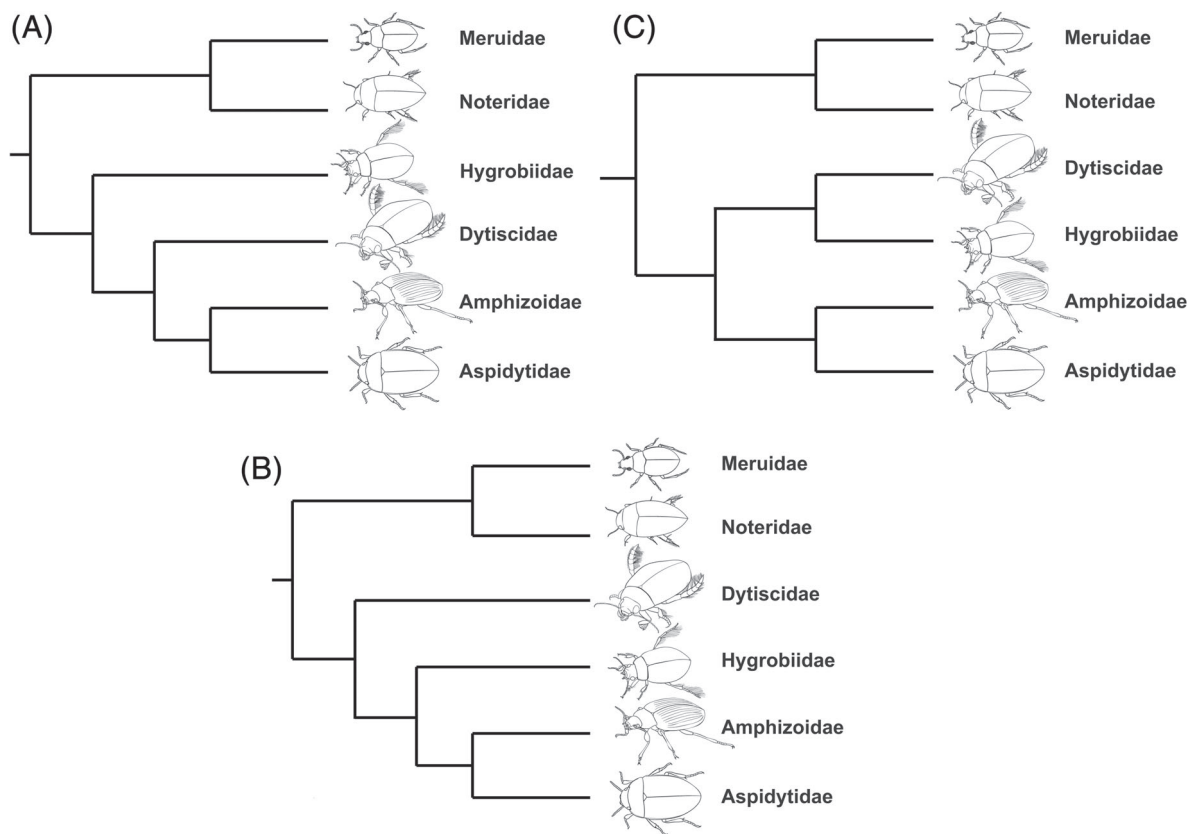 (A)
Meruidae
Noteridae
Hygrobiidae
Dytiscidae
Amphizoidae
Aspidytidae
(C)
Meruidae
Noteridae
Dytiscidae
Hygrobiidae
Amphizoidae
Aspidytidae
(B)
Meruidae
Noteridae
Dytiscidae
Hygrobiidae
Amphizoidae
Aspidytidae